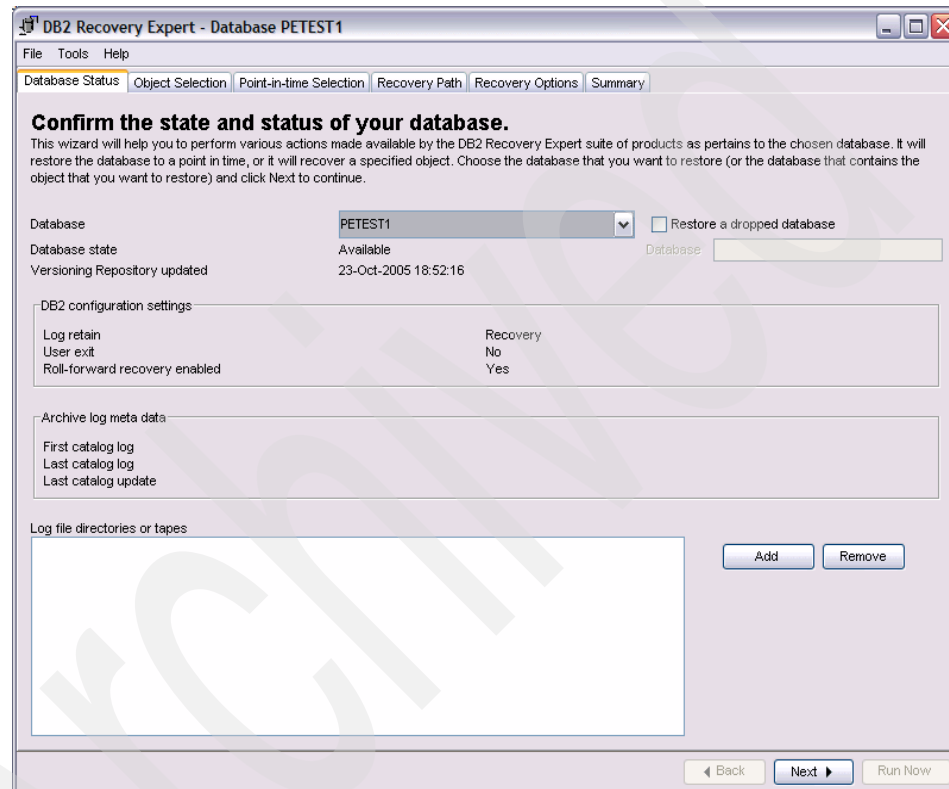 DB2 Recovery Expert - Database PETEST1
File Tools Help
Database Status Object Selection Point-in-time Selection Recovery Path Recovery Options Summary
Confirm the state and status of your database.
This wizard will help you to perform various actions made available by the DB2 Recovery Expert suite of products as pertains to the chosen database. It will
restore the database to a point in time, or it will recover a specified object. Choose the database that you want to restore (or the database that contains the
object that you want to restore) and click Next to continue.
Database PETEST1 Restore a dropped database
Database state Available Database
Versioning Repository updated 23-Oct-2005 18:52:16
DB2 configuration settings
Log retain Recovery
User exit No
Roll-forward recovery enabled Yes
Archive log meta data
First catalog log
Last catalog log
Last catalog update
Log file directories or tapes
Add Remove
Back Next Run Now
Archived